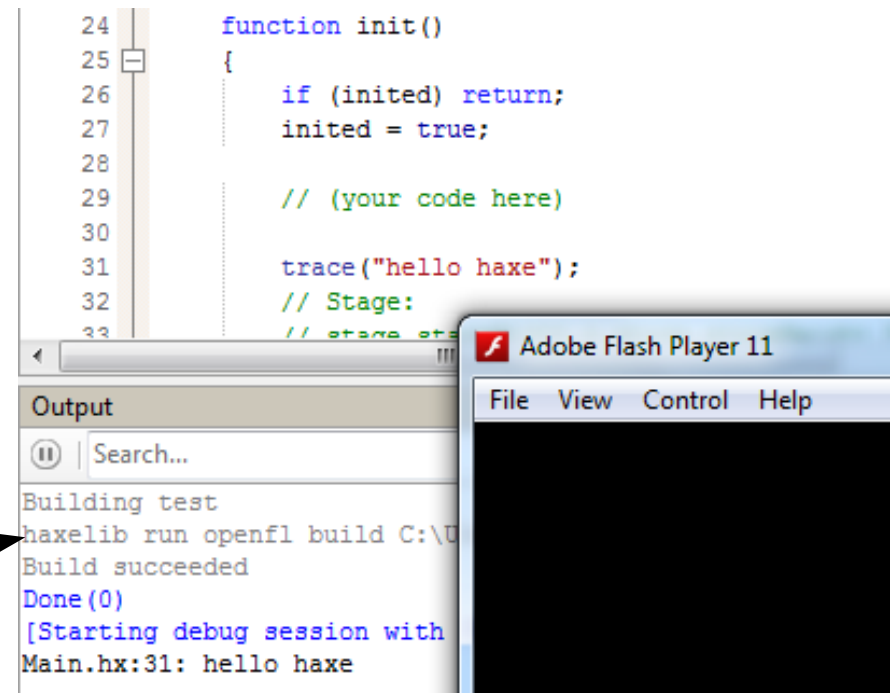 24 function init()
25 {
26 if (inited) return;
27 inited = true;
28
29 // (your code here)
30
31 trace("hello haxe");
32 // Stage:
33 // stage
Adobe Flash Player 11
File View Control Help
Output
Search...
Building test
haxelib run openfl build C:\U
Build succeeded
Done(0)
[Starting debug session with
Main.hx:31: hello haxe